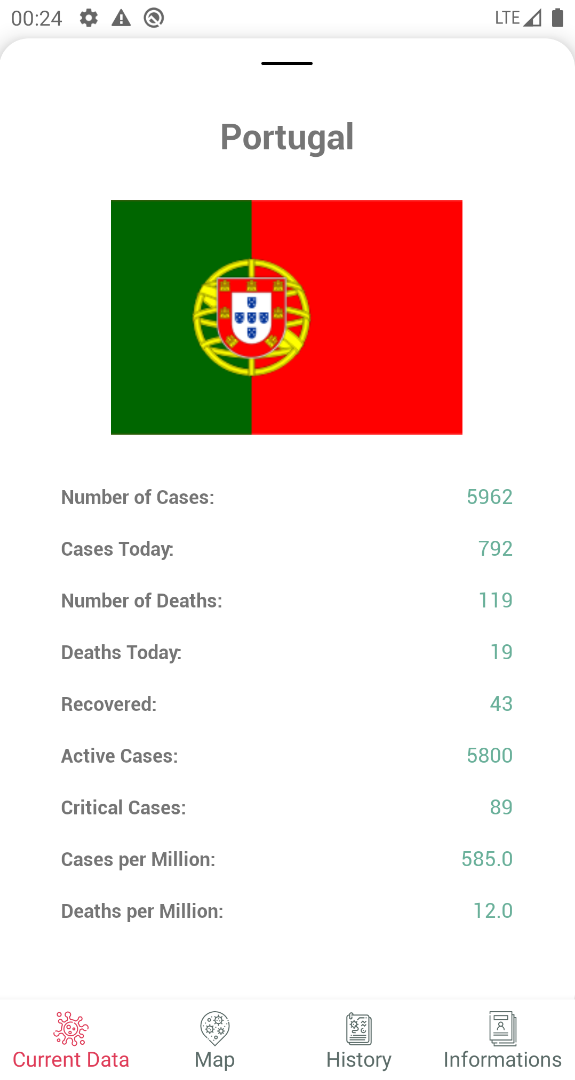 00:24 LTE
Portugal
Number of Cases: 5962
Cases Today: 792
Number of Deaths: 119
Deaths Today: 19
Recovered: 43
Active Cases: 5800
Critical Cases: 89
Cases per Million: 585.0
Deaths per Million: 12.0
Current Data Map History Informations